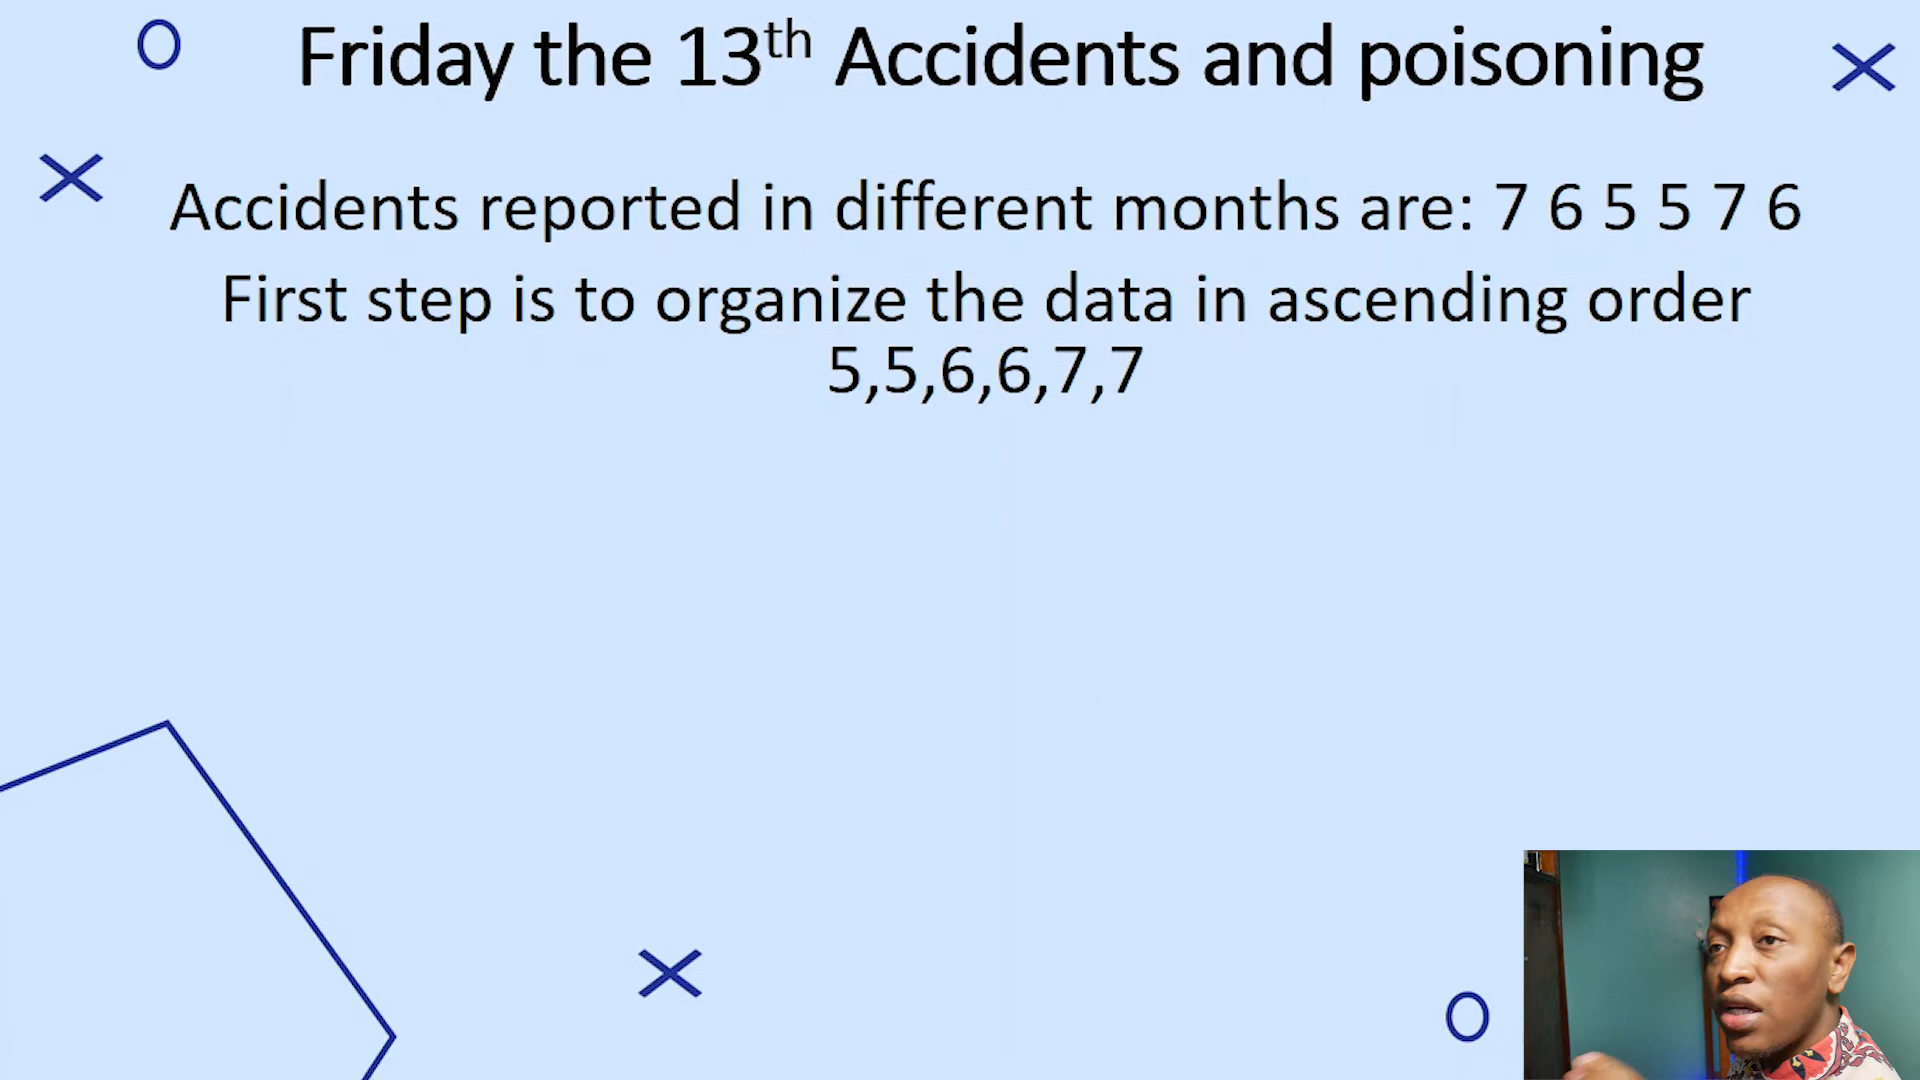 Friday the 13th Accidents and poisoning
Accidents reported in different months are: 7 6 5 5 7 6
First step is to organize the data in ascending order
5,5,6,6,7,7